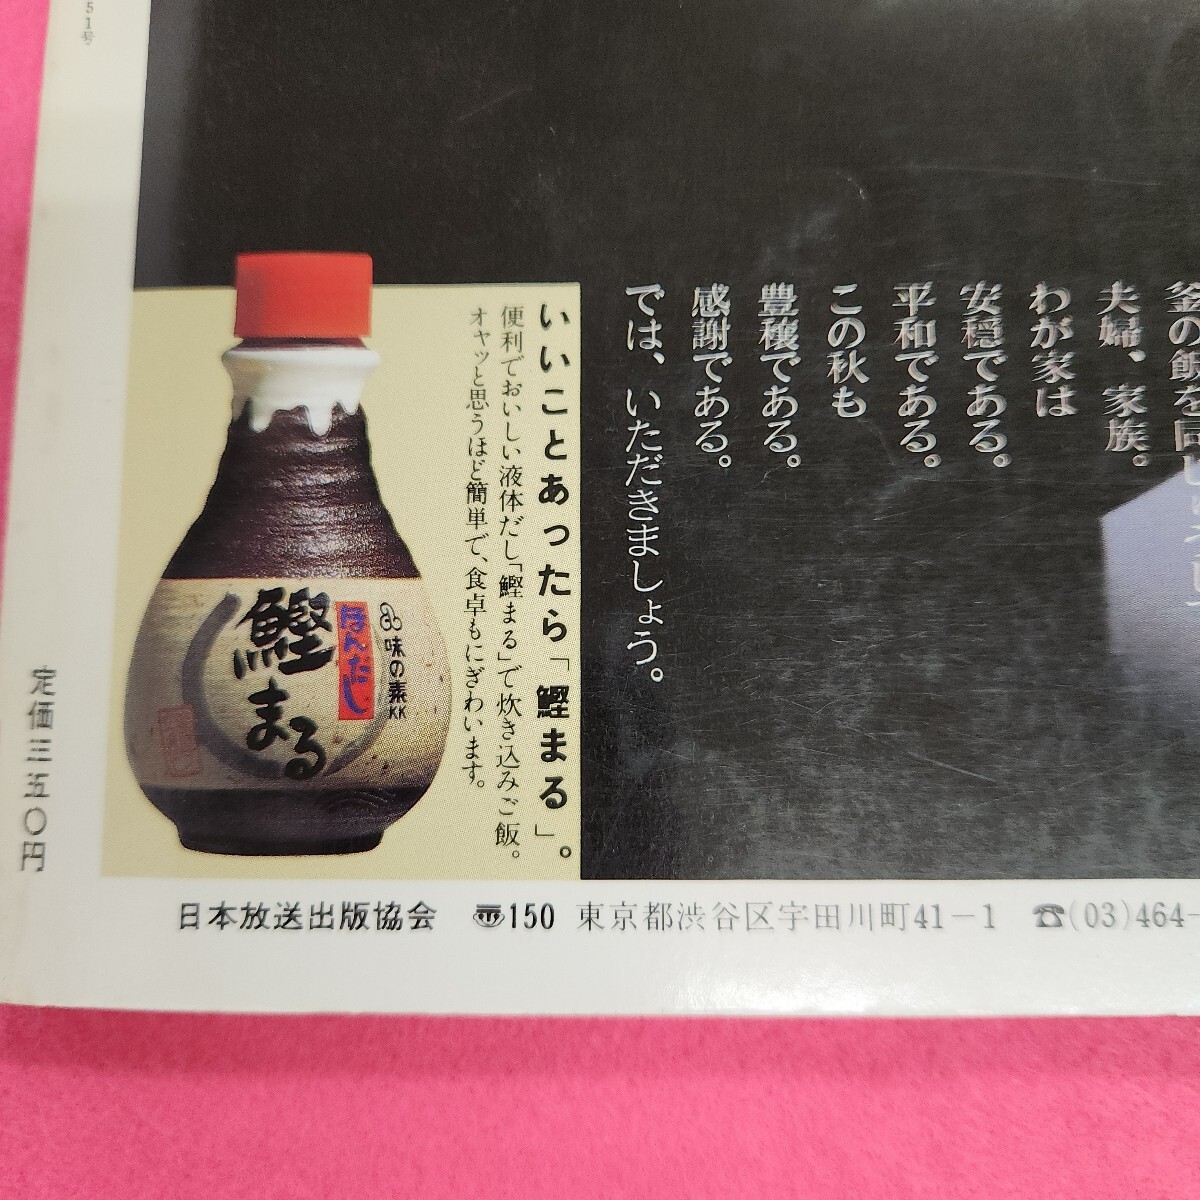 釜の飯を同じ
夫婦、家族。
わが家は
安穏である。
平和である。
この秋も
豊穣である。
感謝である。
では、いただきましょう。
いいことあったら「鰹まる」。
便利でおいしい液体だし「鰹まる」で炊き込みご飯。
オヤッと思うほど簡単で、食卓もにぎわいます。
味の素KK
ほんだし
鰹まる
51号
定価三五〇円
日本放送出版協会 〠150 東京都渋谷区宇田川町41-1 ☎(03)464-